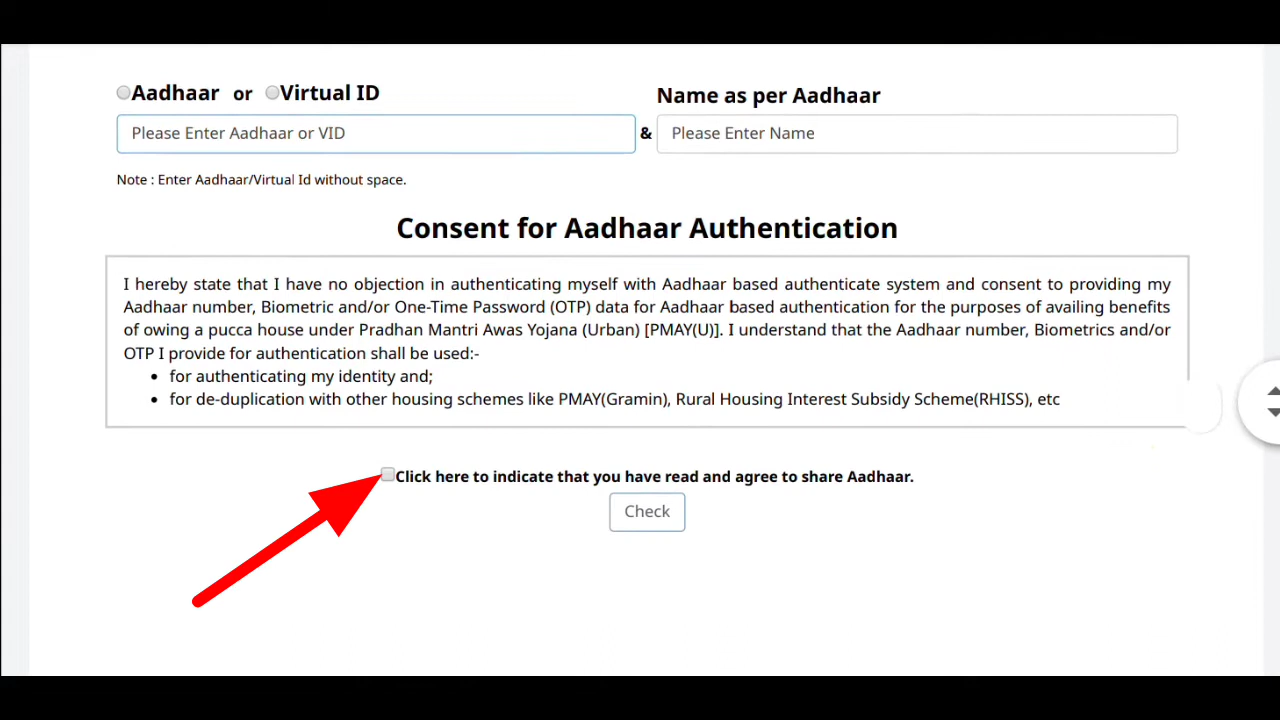 Aadhaar or Virtual ID
Name as per Aadhaar
Please Enter Aadhaar or VID
&
Please Enter Name
Note : Enter Aadhaar/Virtual Id without space.
Consent for Aadhaar Authentication
I hereby state that I have no objection in authenticating myself with Aadhaar based authenticate system and consent to providing my
Aadhaar number, Biometric and/or One-Time Password (OTP) data for Aadhaar based authentication for the purposes of availing benefits
of owing a pucca house under Pradhan Mantri Awas Yojana (Urban) [PMAY(U)]. I understand that the Aadhaar number, Biometrics and/or
OTP I provide for authentication shall be used:-
• for authenticating my identity and;
• for de-duplication with other housing schemes like PMAY(Gramin), Rural Housing Interest Subsidy Scheme(RHISS), etc
Click here to indicate that you have read and agree to share Aadhaar.
Check